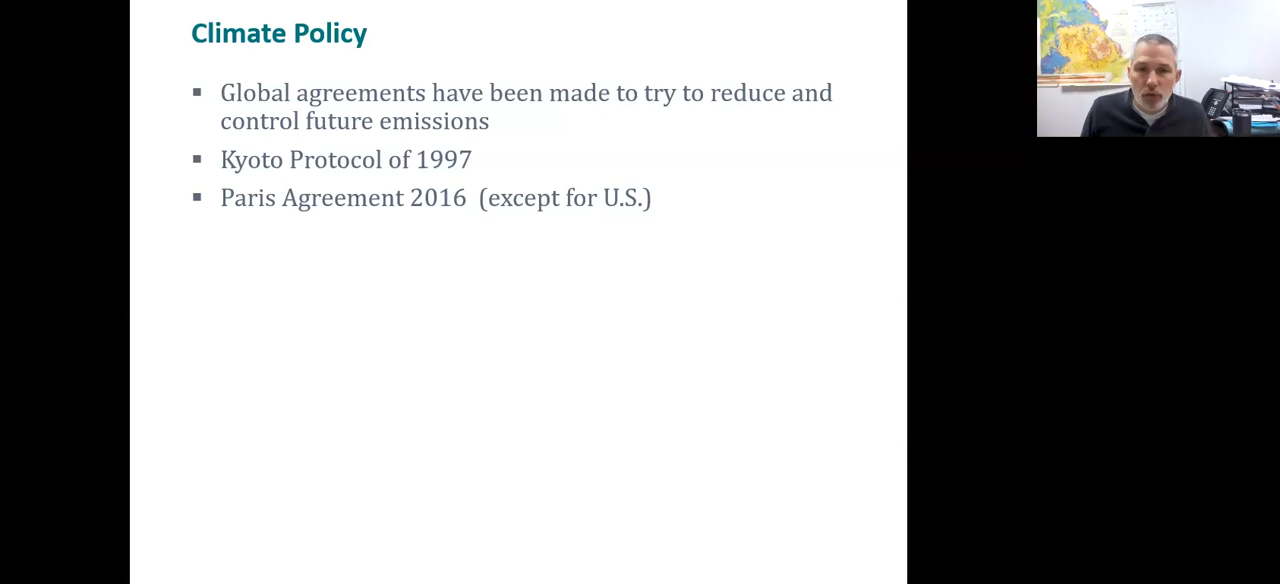 Climate Policy
▪ Global agreements have been made to try to reduce and
control future emissions
▪ Kyoto Protocol of 1997
▪ Paris Agreement 2016 (except for U.S.)